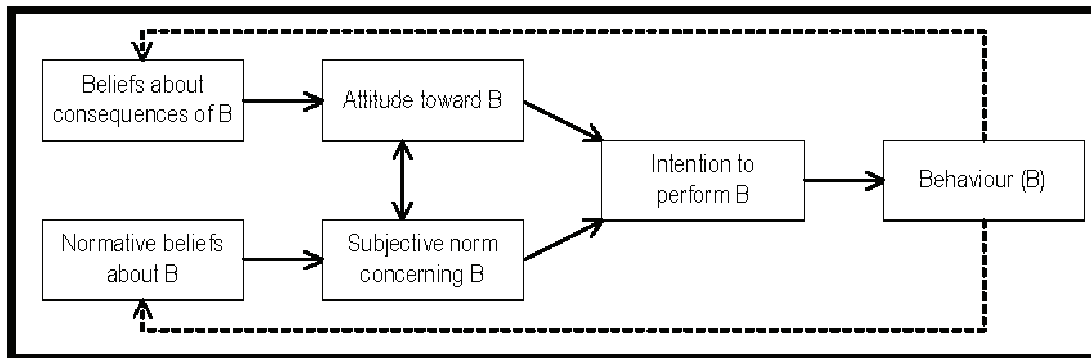 Beliefs about
consequences of B
Attitude toward B
Intention to
perform B
Behaviour (B)
Normative beliefs
about B
Subjective norm
concerning B